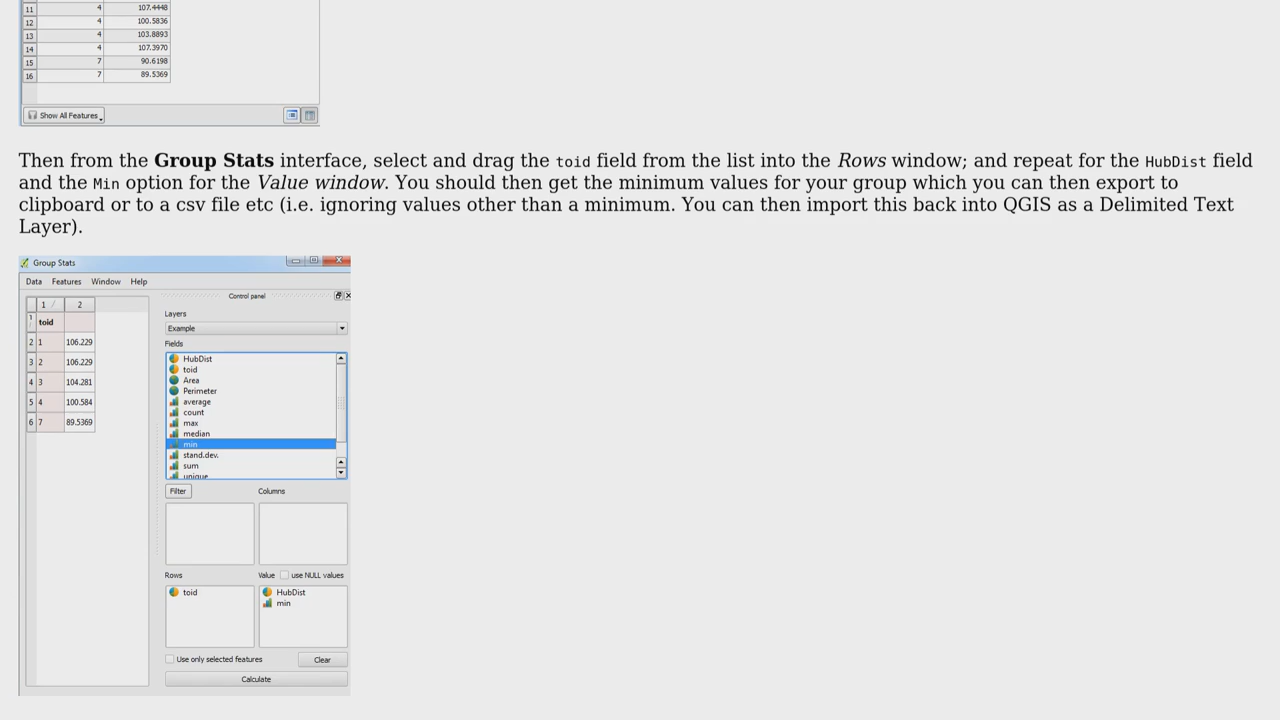 11 4 107.4448
12 4 100.5836
13 4 103.8893
14 4 107.3970
15 7 90.6198
16 7 89.5369
Show All Features
Then from the Group Stats interface, select and drag the toid field from the list into the Rows window; and repeat for the HubDist field
and the Min option for the Value window. You should then get the minimum values for your group which you can then export to
clipboard or to a csv file etc (i.e. ignoring values other than a minimum. You can then import this back into QGIS as a Delimited Text
Layer).
Group Stats
Data Features Window Help
Control panel
1 2
1 toid
2 1 106.229
3 2 106.229
4 3 104.281
5 4 100.584
6 7 89.5369
Layers
Example
Fields
HubDist
toid
Area
Perimeter
average
count
max
median
min
stand.dev.
sum
unique
Filter Columns
Rows Value use NULL values
toid HubDist
min
Use only selected features Clear
Calculate